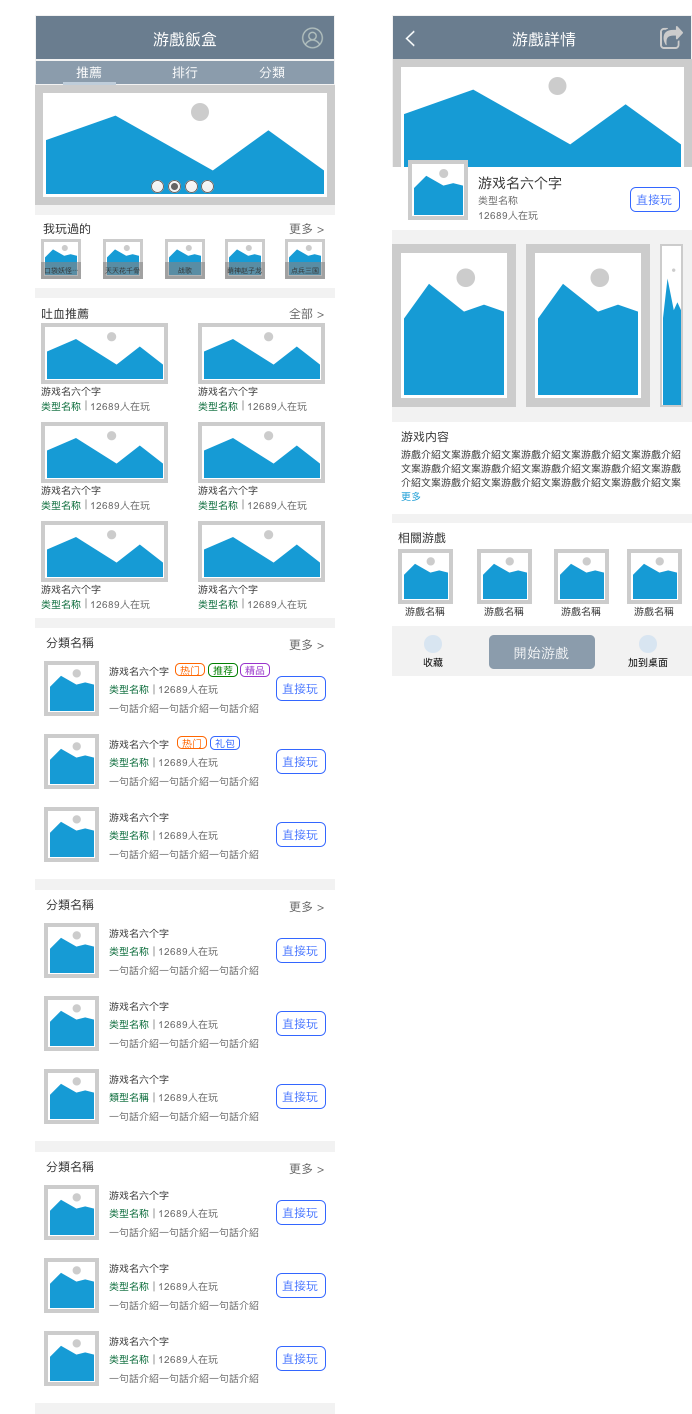 游戲飯盒
推薦
排行
分類
我玩過的
更多 >
战歌
点兵三国
吐血推薦
全部 >
游戏名六个字
类型名称 | 12689人在玩
游戏名六个字
类型名称 | 12689人在玩
游戏名六个字
类型名称 | 12689人在玩
游戏名六个字
类型名称 | 12689人在玩
游戏名六个字
类型名称 | 12689人在玩
游戏名六个字
类型名称 | 12689人在玩
分類名稱
更多 >
游戏名六个字 热门 推荐 精品
类型名称 | 12689人在玩
一句話介紹一句話介紹一句話介紹
直接玩
游戏名六个字 热门 礼包
类型名称 | 12689人在玩
一句話介紹一句話介紹一句話介紹
直接玩
游戏名六个字
类型名称 | 12689人在玩
一句話介紹一句話介紹一句話介紹
直接玩
分類名稱
更多 >
游戏名六个字
类型名称 | 12689人在玩
一句話介紹一句話介紹一句話介紹
直接玩
游戏名六个字
类型名称 | 12689人在玩
一句話介紹一句話介紹一句話介紹
直接玩
游戏名六个字
類型名稱 | 12689人在玩
一句話介紹一句話介紹一句話介紹
直接玩
分類名稱
更多 >
游戏名六个字
类型名称 | 12689人在玩
一句話介紹一句話介紹一句話介紹
直接玩
游戏名六个字
类型名称 | 12689人在玩
一句話介紹一句話介紹一句話介紹
直接玩
游戏名六个字
类型名称 | 12689人在玩
一句話介紹一句話介紹一句話介紹
直接玩
游戲詳情
游戏名六个字
类型名称
12689人在玩
直接玩
游戏内容
游戲介紹文案游戲介紹文案游戲介紹文案游戲介紹文案游戲介紹
文案游戲介紹文案游戲介紹文案游戲介紹文案游戲介紹文案游戲
介紹文案游戲介紹文案游戲介紹文案游戲介紹文案游戲介紹文案
更多
相關游戲
游戲名稱
游戲名稱
游戲名稱
游戲名稱
收藏
開始游戲
加到桌面